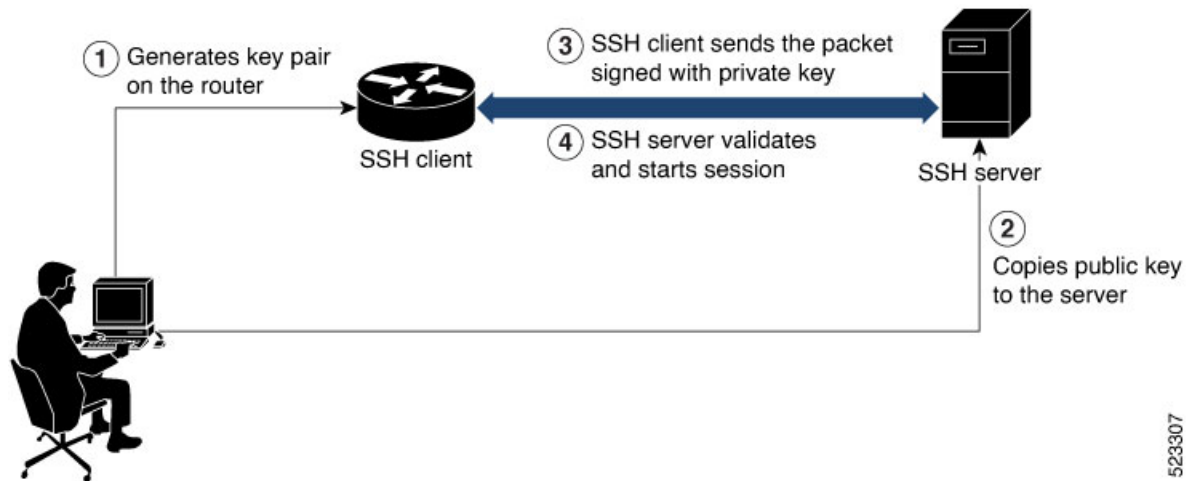 1 Generates key pair
on the router
SSH client
3 SSH client sends the packet
signed with private key
4 SSH server validates
and starts session
SSH server
2
Copies public key
to the server
523307